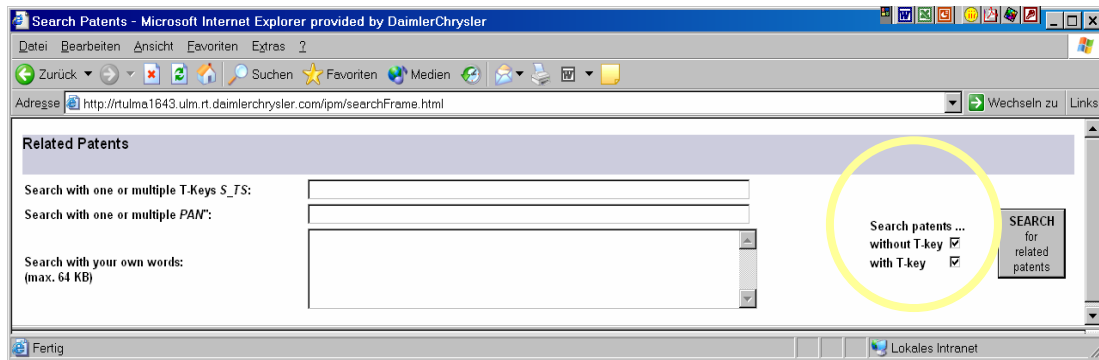 Search Patents - Microsoft Internet Explorer provided by DaimlerChrysler
Datei Bearbeiten Ansicht Favoriten Extras ?
Zurück Suchen Favoriten Medien
Adresse http://rtulma1643.ulm.rt.daimlerchrysler.com/ipm/searchFrame.html Wechseln zu Links
Related Patents
Search with one or multiple T-Keys S_TS:
Search with one or multiple PAN":
Search with your own words:
(max. 64 KB)
Search patents ...
without T-key
with T-key
SEARCH
for
related
patents
Fertig Lokales Intranet